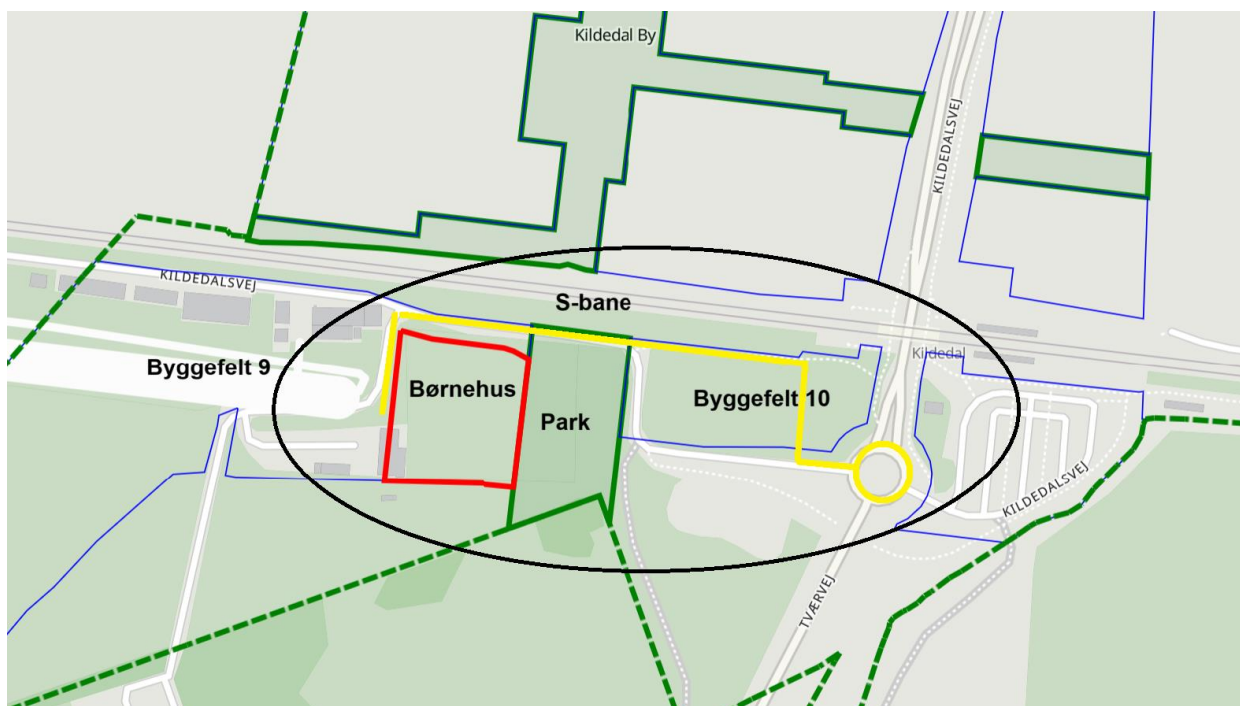 Kildedal By
KILDEDALSVEJ
KILDEDALSVEJ
S-bane
Kildedal
Byggefelt 9
Børnehus
Byggefelt 10
Park
KILDEDALSVEJ
TVÆRVEJ